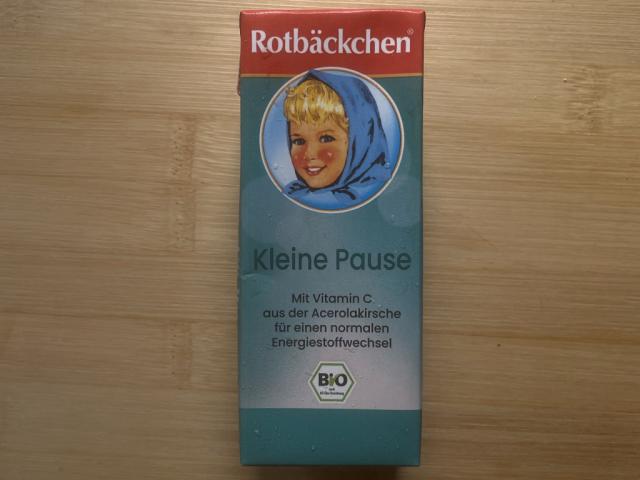 Rotbäckchen®
Kleine Pause
Mit Vitamin C
aus der Acerolakirsche
für einen normalen
Energiestoffwechsel
BIO